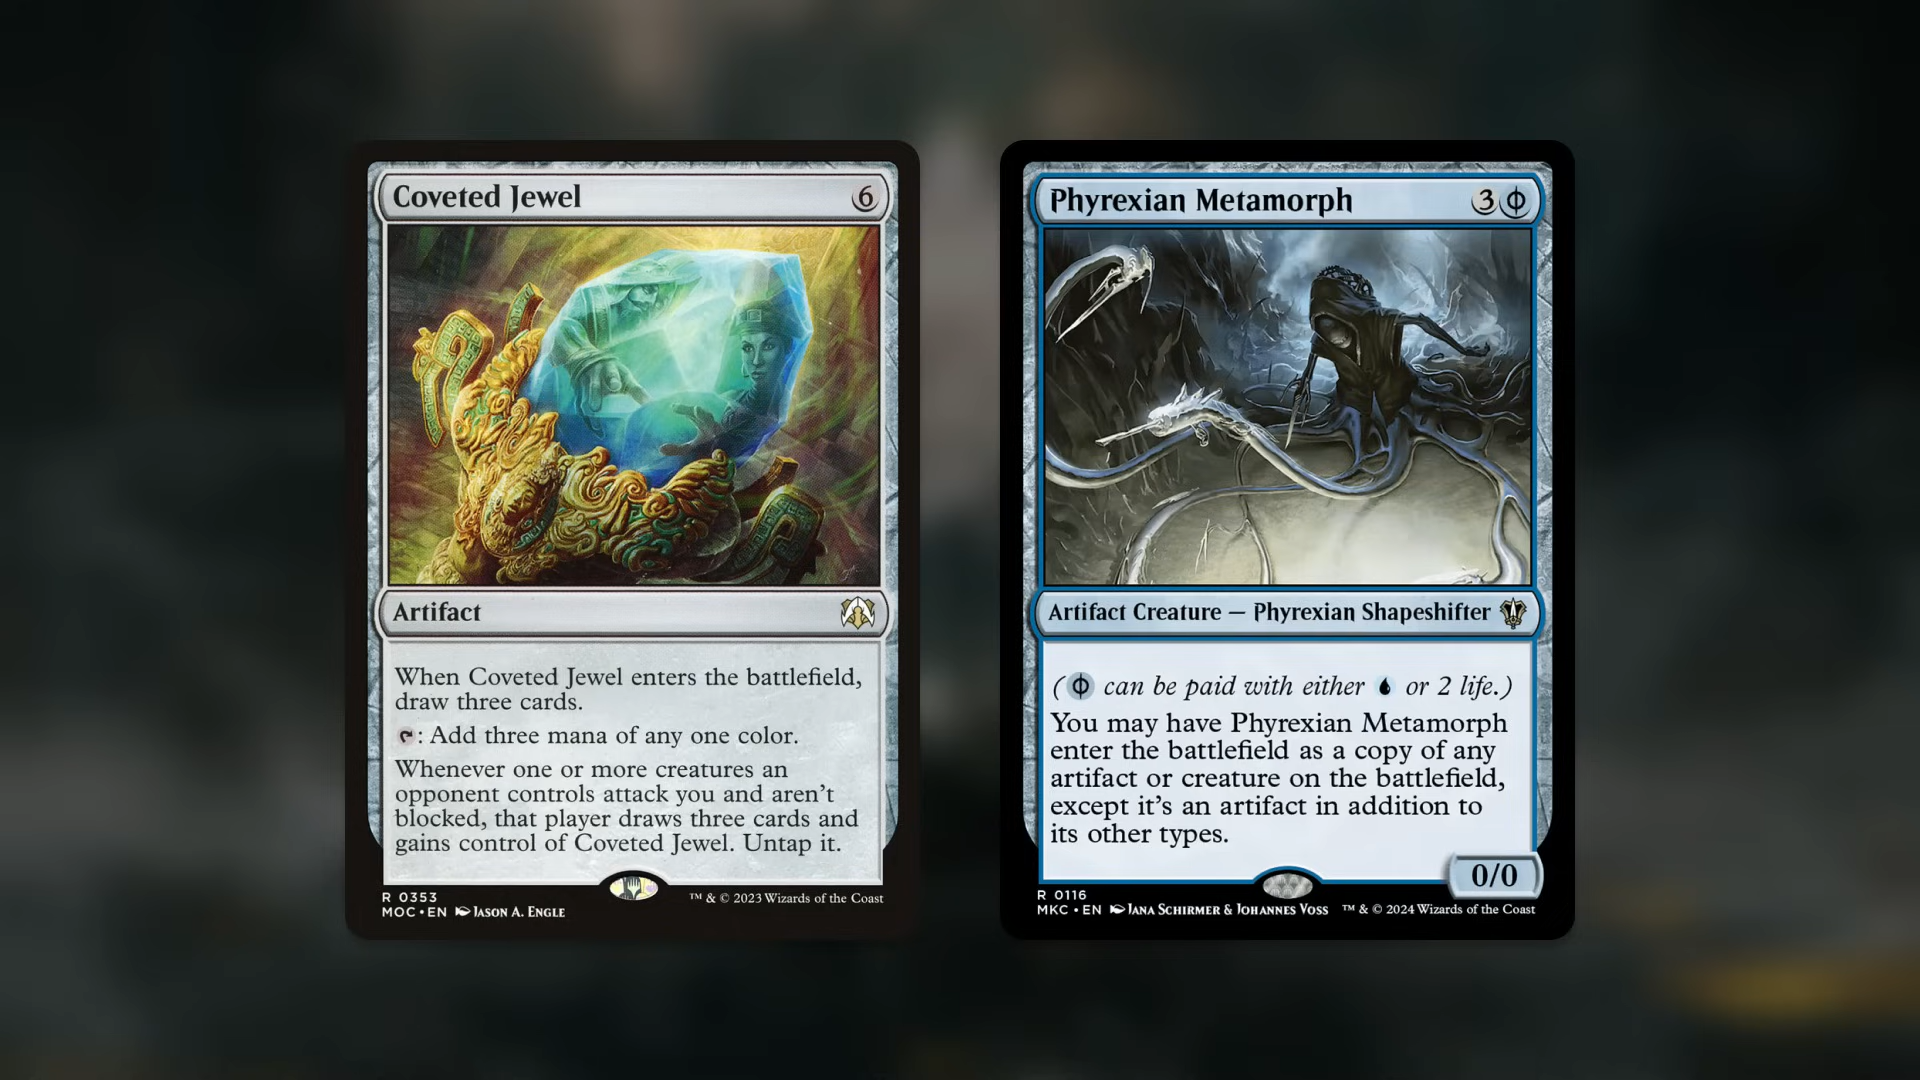 Coveted Jewel 6
Artifact
When Coveted Jewel enters the battlefield,
draw three cards.
: Add three mana of any one color.
Whenever one or more creatures an
opponent controls attack you and aren't
blocked, that player draws three cards and
gains control of Coveted Jewel. Untap it.
R 0353
MOC • EN Jason A. Engle
™ & © 2023 Wizards of the Coast
Phyrexian Metamorph 3
Artifact Creature — Phyrexian Shapeshifter
( can be paid with either or 2 life.)
You may have Phyrexian Metamorph
enter the battlefield as a copy of any
artifact or creature on the battlefield,
except it's an artifact in addition to
its other types.
0/0
R 0116
MKC • EN Jana Schirmer & Johannes Voss ™ & © 2024 Wizards of the Coast